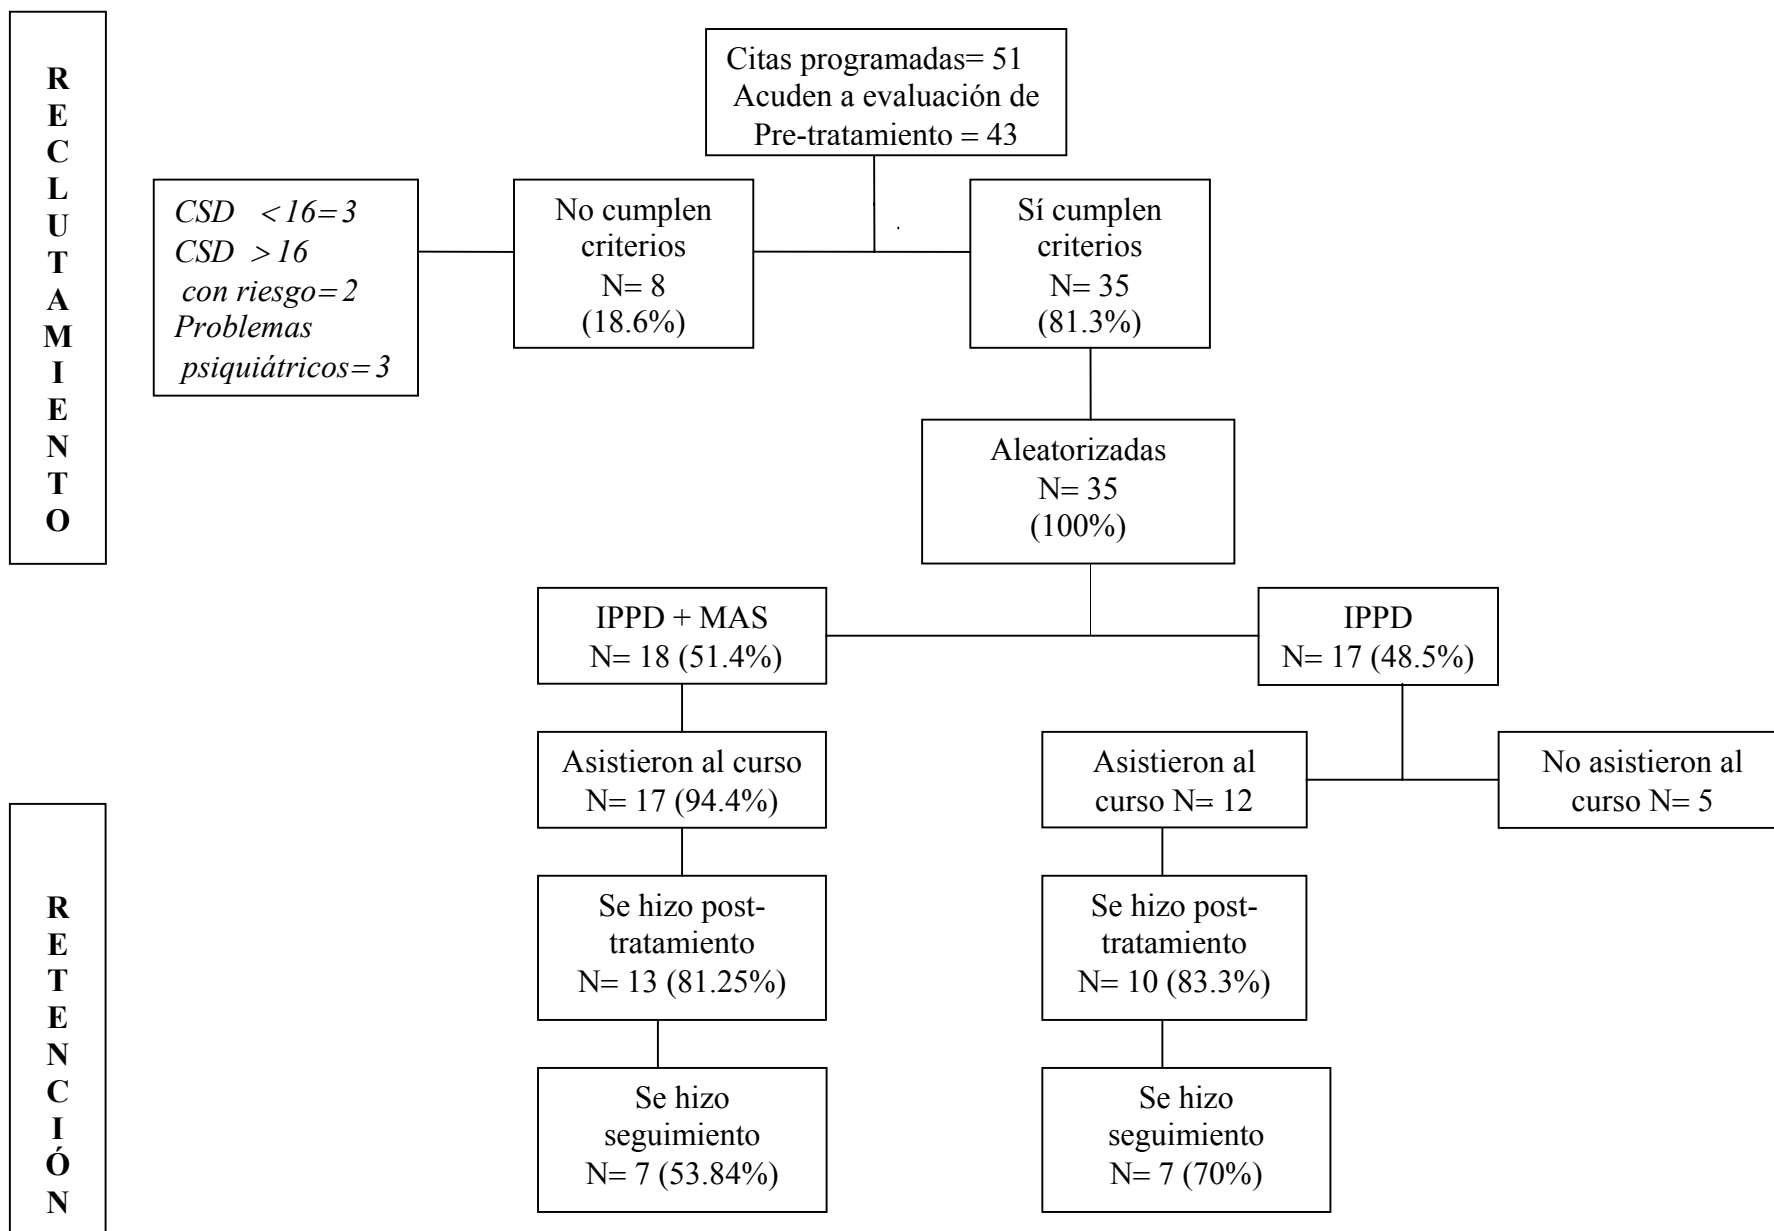 R
E
C
L
U
T
A
M
I
E
N
T
O
Citas programadas= 51
Acuden a evaluación de
Pre-tratamiento = 43
CSD <16=3
CSD >16
con riesgo=2
Problemas
psiquiátricos=3
No cumplen
criterios
N= 8
(18.6%)
Sí cumplen
criterios
N= 35
(81.3%)
Aleatorizadas
N= 35
(100%)
IPPD + MAS
N= 18 (51.4%)
IPPD
N= 17 (48.5%)
Asistieron al curso
N= 17 (94.4%)
Asistieron al
curso N= 12
No asistieron al
curso N= 5
R
E
T
E
N
C
I
Ó
N
Se hizo post-
tratamiento
N= 13 (81.25%)
Se hizo post-
tratamiento
N= 10 (83.3%)
Se hizo
seguimiento
N= 7 (53.84%)
Se hizo
seguimiento
N= 7 (70%)